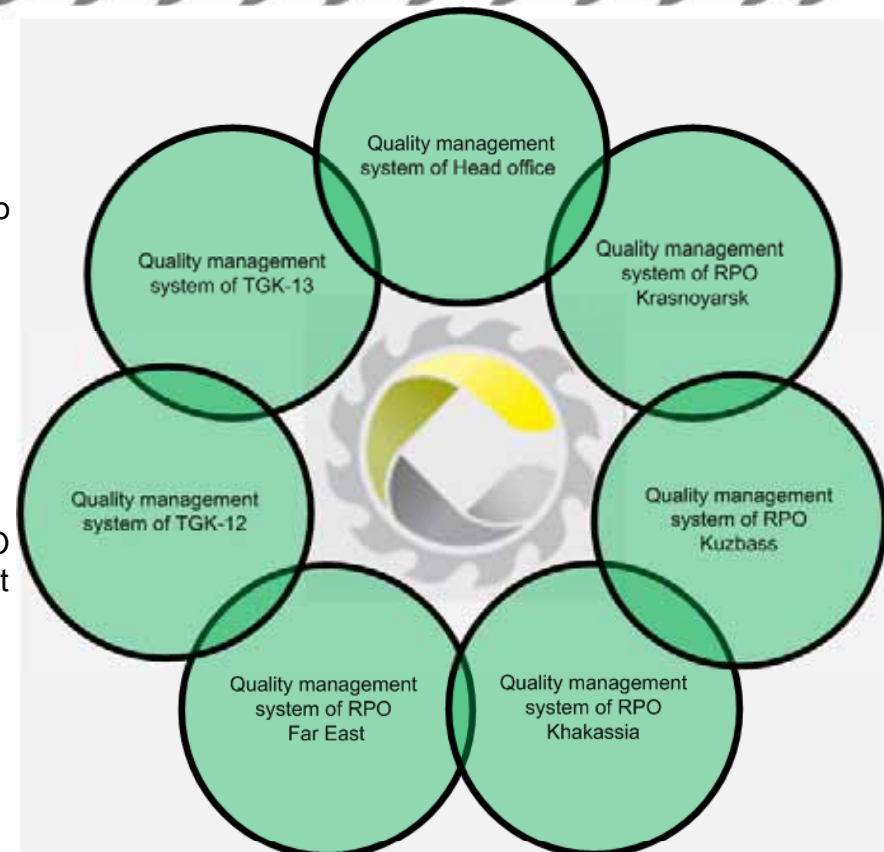 Quality management
system of Head office
Quality management
system of RPO
Krasnoyarsk
Quality management
system of RPO
Kuzbass
Quality management
system of RPO
Khakassia
Quality management
system of RPO
Far East
Quality management
system of TGK-12
Quality management
system of TGK-13